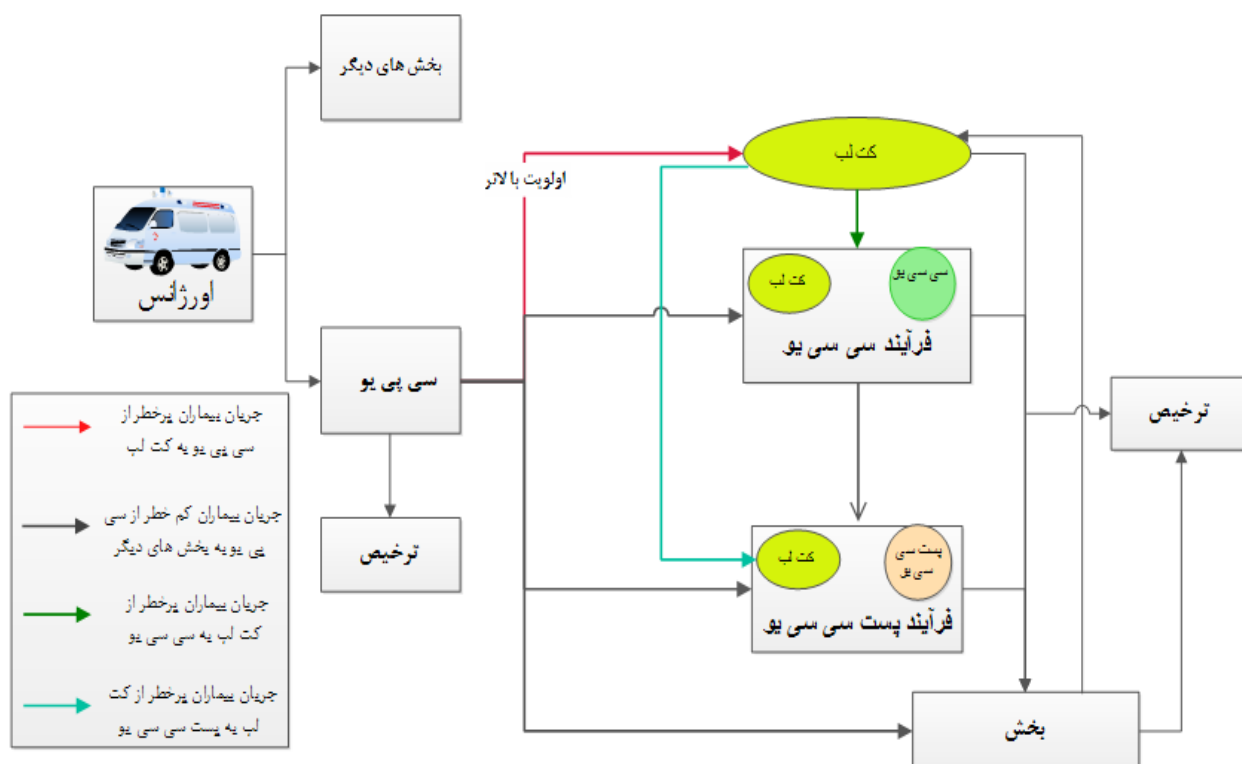 بخش های دیگر
کت لب
اولویت بالاتر
اورژانس
کت لب
سی سی یو
فرآیند سی سی یو
سی پی یو
ترخیص
ترخیص
کت لب
پست سی
سی یو
فرآیند پست سی سی یو
بخش
جریان بیماران پرخطر از
سی پی یو به کت لب
جریان بیماران کم خطر از سی
پی یو به بخش های دیگر
جریان بیماران پرخطر از
کت لب به سی سی یو
جریان بیماران پرخطر از کت
لب به پست سی سی یو